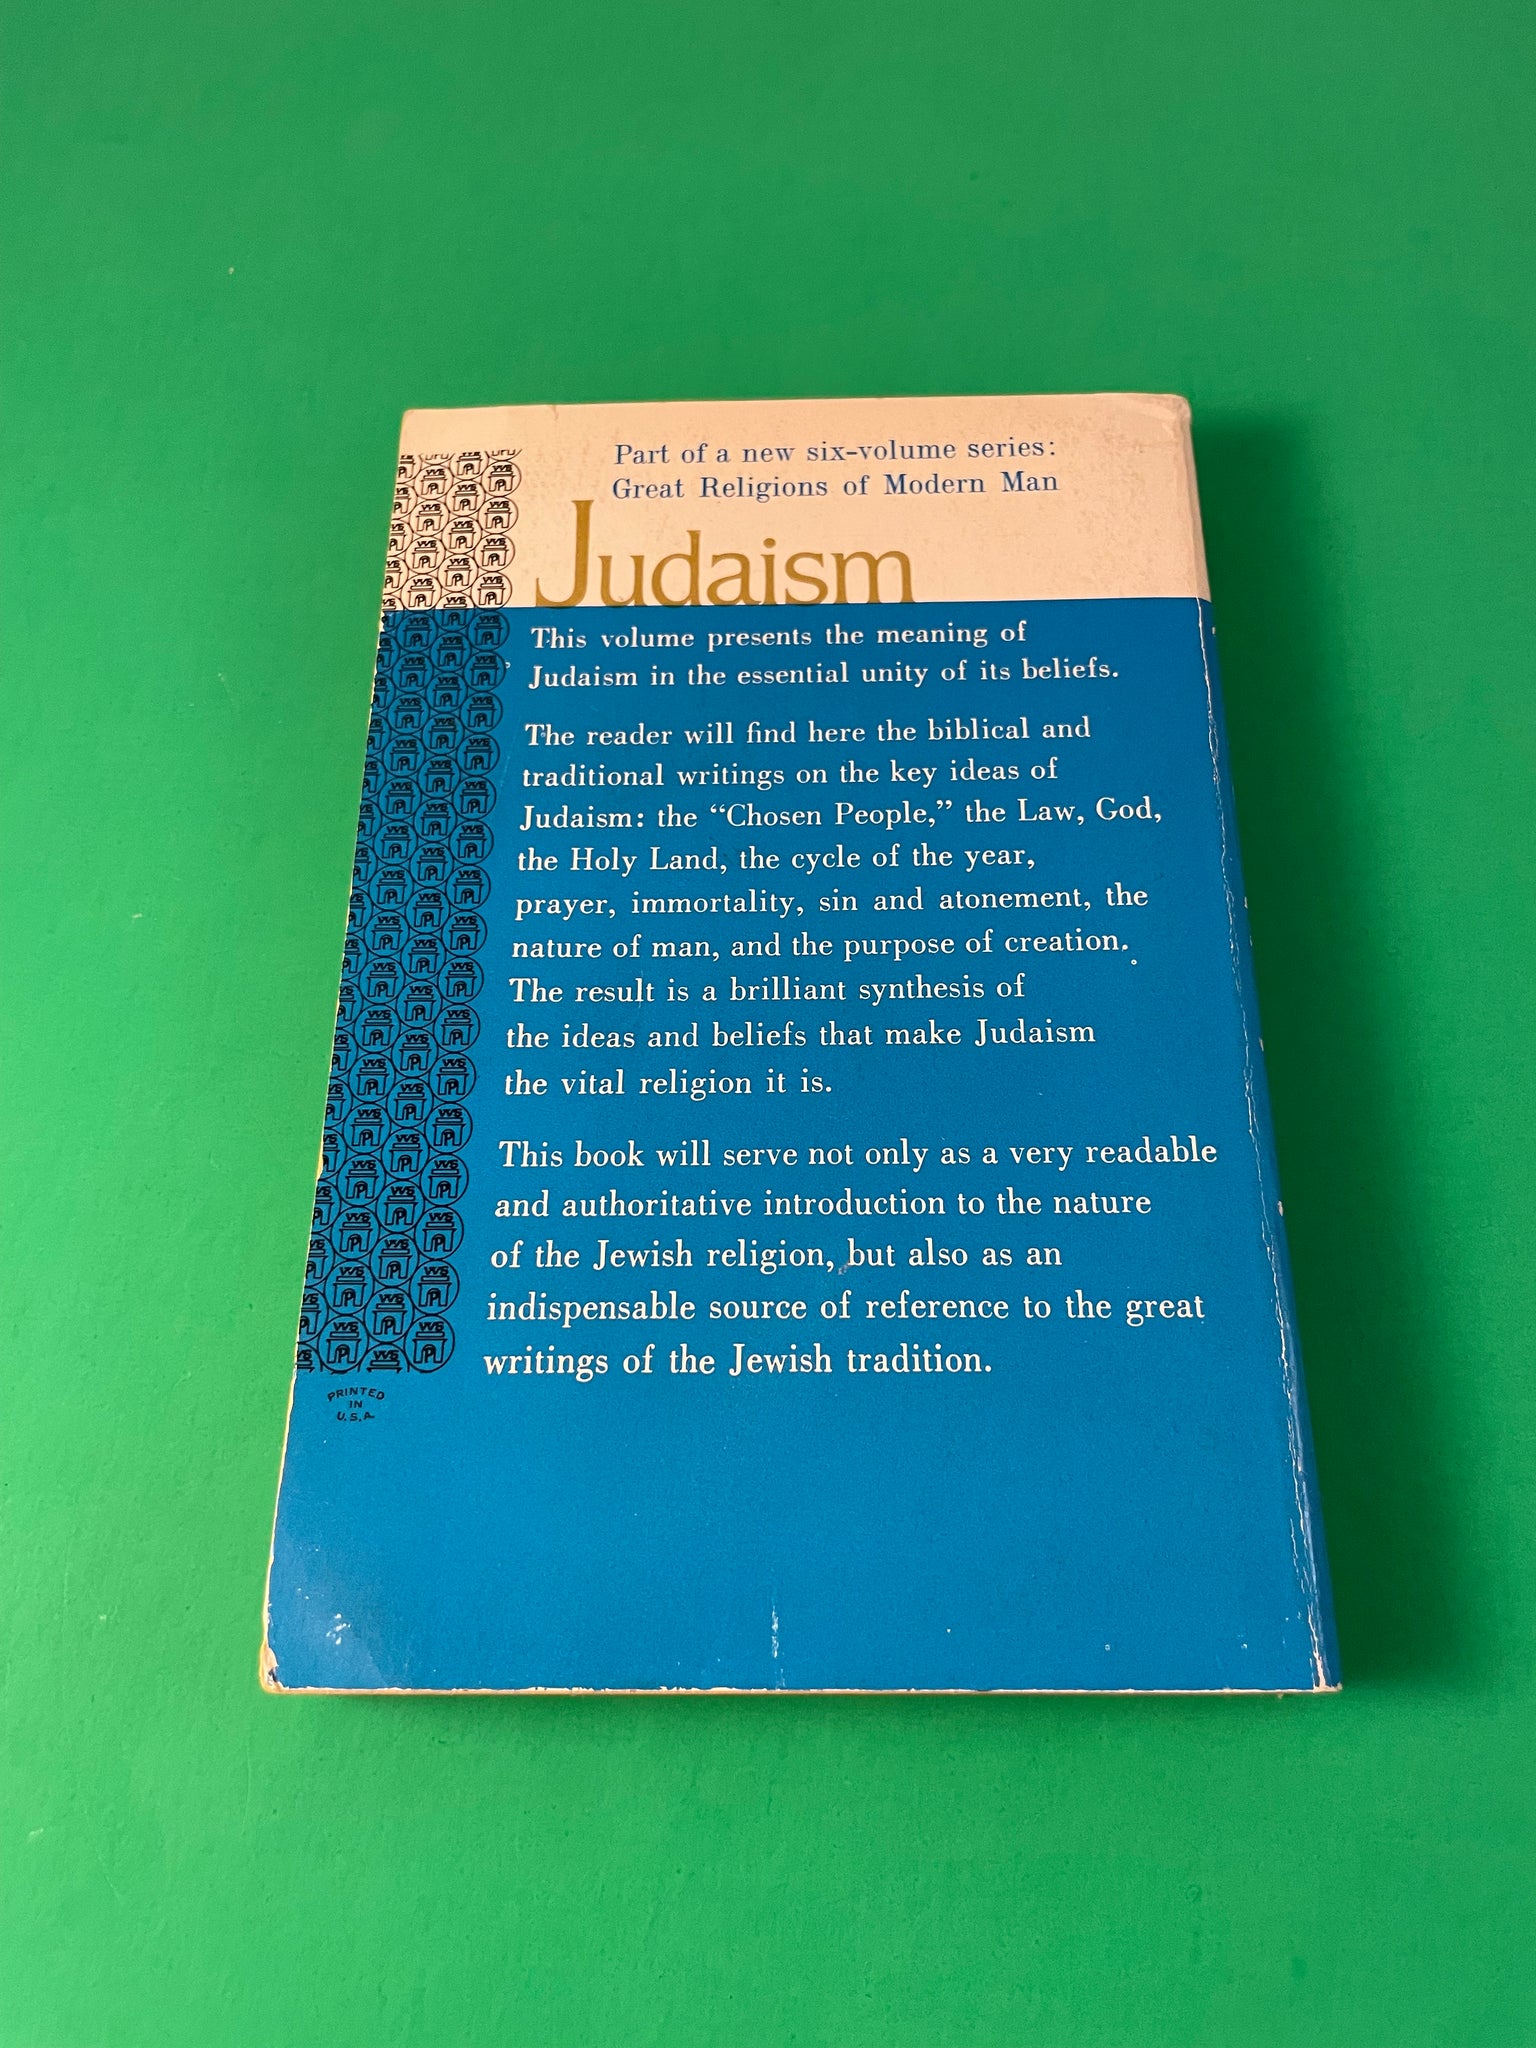 Part of a new six-volume series:
Great Religions of Modern Man
Judaism
This volume presents the meaning of
Judaism in the essential unity of its beliefs.
The reader will find here the biblical and
traditional writings on the key ideas of
Judaism: the “Chosen People,” the Law, God,
the Holy Land, the cycle of the year,
prayer, immortality, sin and atonement, the
nature of man, and the purpose of creation.
The result is a brilliant synthesis of
the ideas and beliefs that make Judaism
the vital religion it is.
This book will serve not only as a very readable
and authoritative introduction to the nature
of the Jewish religion, but also as an
indispensable source of reference to the great
writings of the Jewish tradition.
PRINTED
IN
U.S.A.